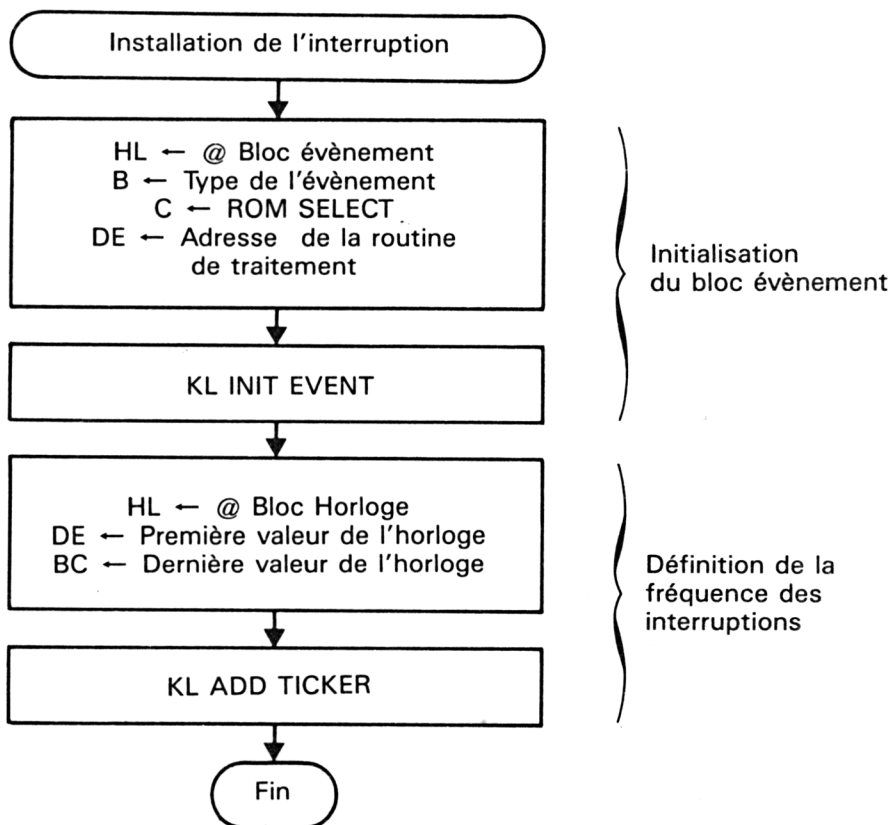 Installation de l'interruption
HL ← @ Bloc évènement
B ← Type de l'évènement
C ← ROM SELECT
DE ← Adresse de la routine
de traitement
Initialisation
du bloc évènement
KL INIT EVENT
HL ← @ Bloc Horloge
DE ← Première valeur de l'horloge
BC ← Dernière valeur de l'horloge
Définition de la
fréquence des
interruptions
KL ADD TICKER
Fin